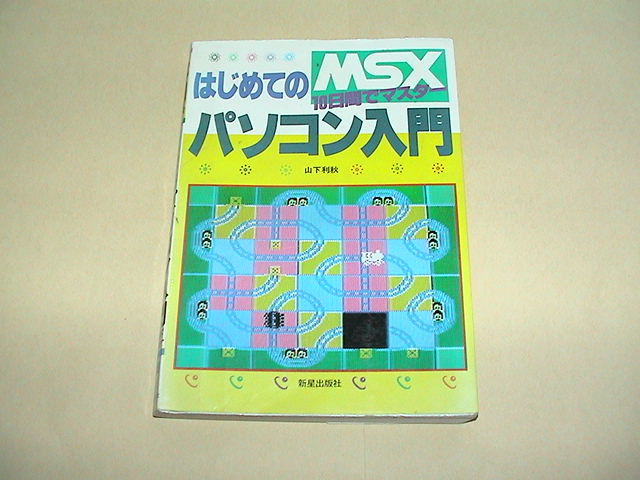 はじめての
MSX
10日間でマスター
パソコン入門
山下利秋
新星出版社